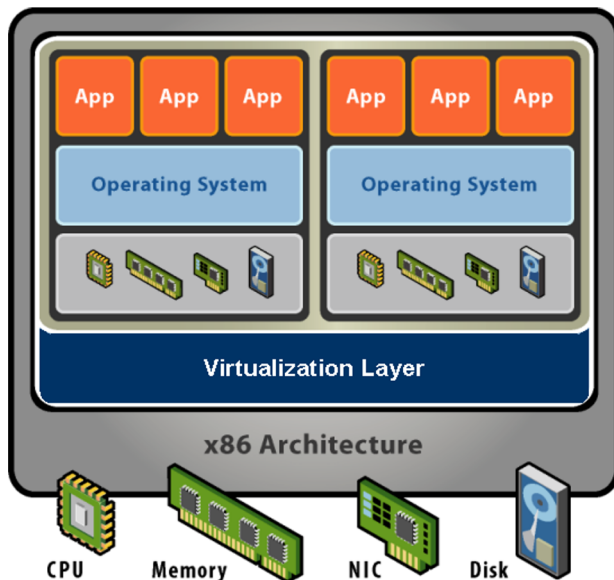 App App App App App App
Operating System Operating System
Virtualization Layer
x86 Architecture
CPU Memory NIC Disk